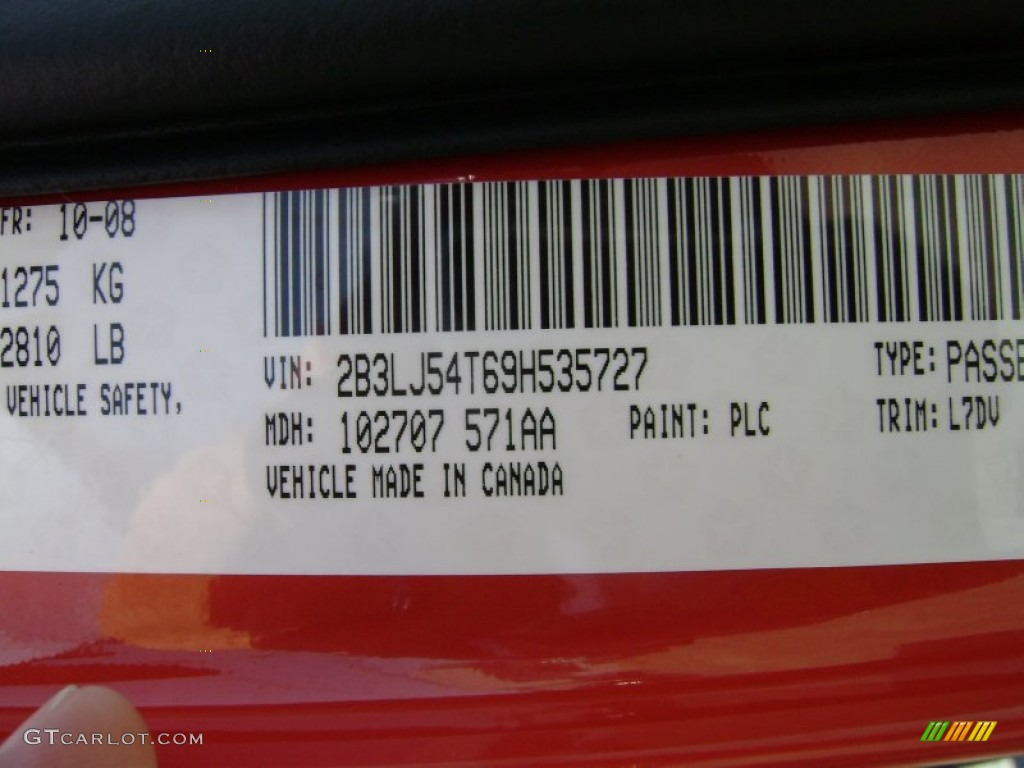 FR: 10-08
1275 KG
2810 LB
VEHICLE SAFETY,
VIN: 2B3LJ54T69H535727 TYPE: PASSE
MDH: 102707 571AA PAINT: PLC TRIM: L7DV
VEHICLE MADE IN CANADA
GTCARLOT.COM